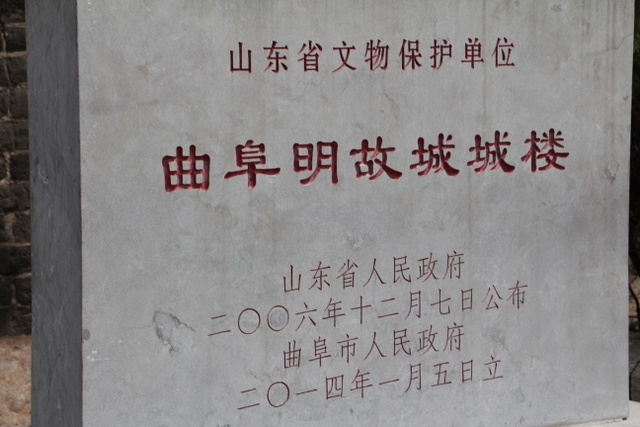 山东省文物保护单位
曲阜明故城城楼
山东省人民政府
二〇〇六年十二月七日公布
曲阜市人民政府
二〇一四年一月五日立